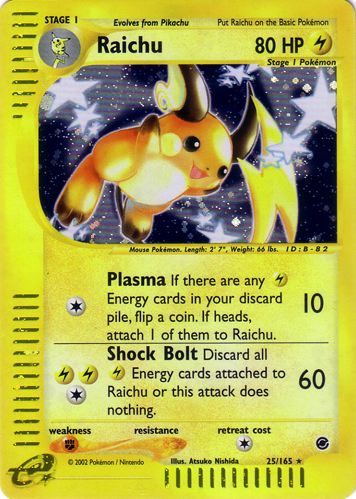 STAGE 1 Evolves from Pikachu Put Raichu on the Basic Pokémon
Raichu 80 HP
Stage 1 Pokémon
Mouse Pokémon. Length: 2' 7", Weight: 66 lbs. ID:B-82
Plasma If there are any
Energy cards in your discard 10
pile, flip a coin. If heads,
attach 1 of them to Raichu.
Shock Bolt Discard all
Energy cards attached to 60
Raichu or this attack does
nothing.
weakness resistance retreat cost
© 2002 Pokémon / Nintendo Illus. Atsuko Nishida 25/165 ★
e